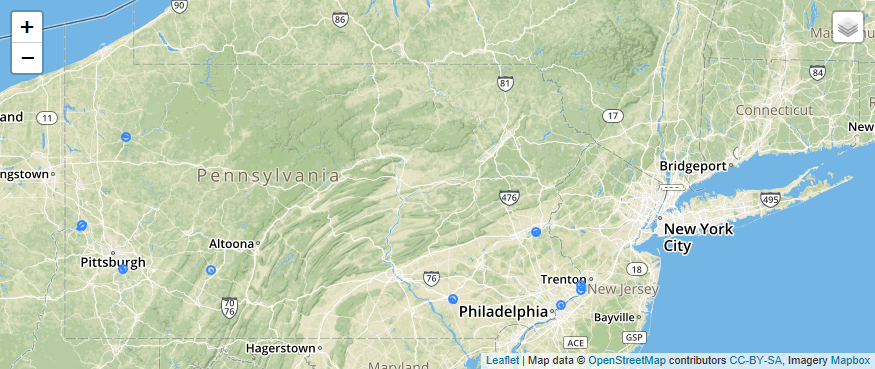 +
−
90
86
Massachus
81
84
and
11
17
Connecticut
New
Bridgeport
ngstown
Pennsylvania
476
495
New York
City
Altoona
Pittsburgh
18
76
Trenton
New Jersey
70
76
Philadelphia
Bayville
ACE
GSP
Hagerstown
Maryland
Leaflet | Map data © OpenStreetMap contributors CC-BY-SA, Imagery Mapbox